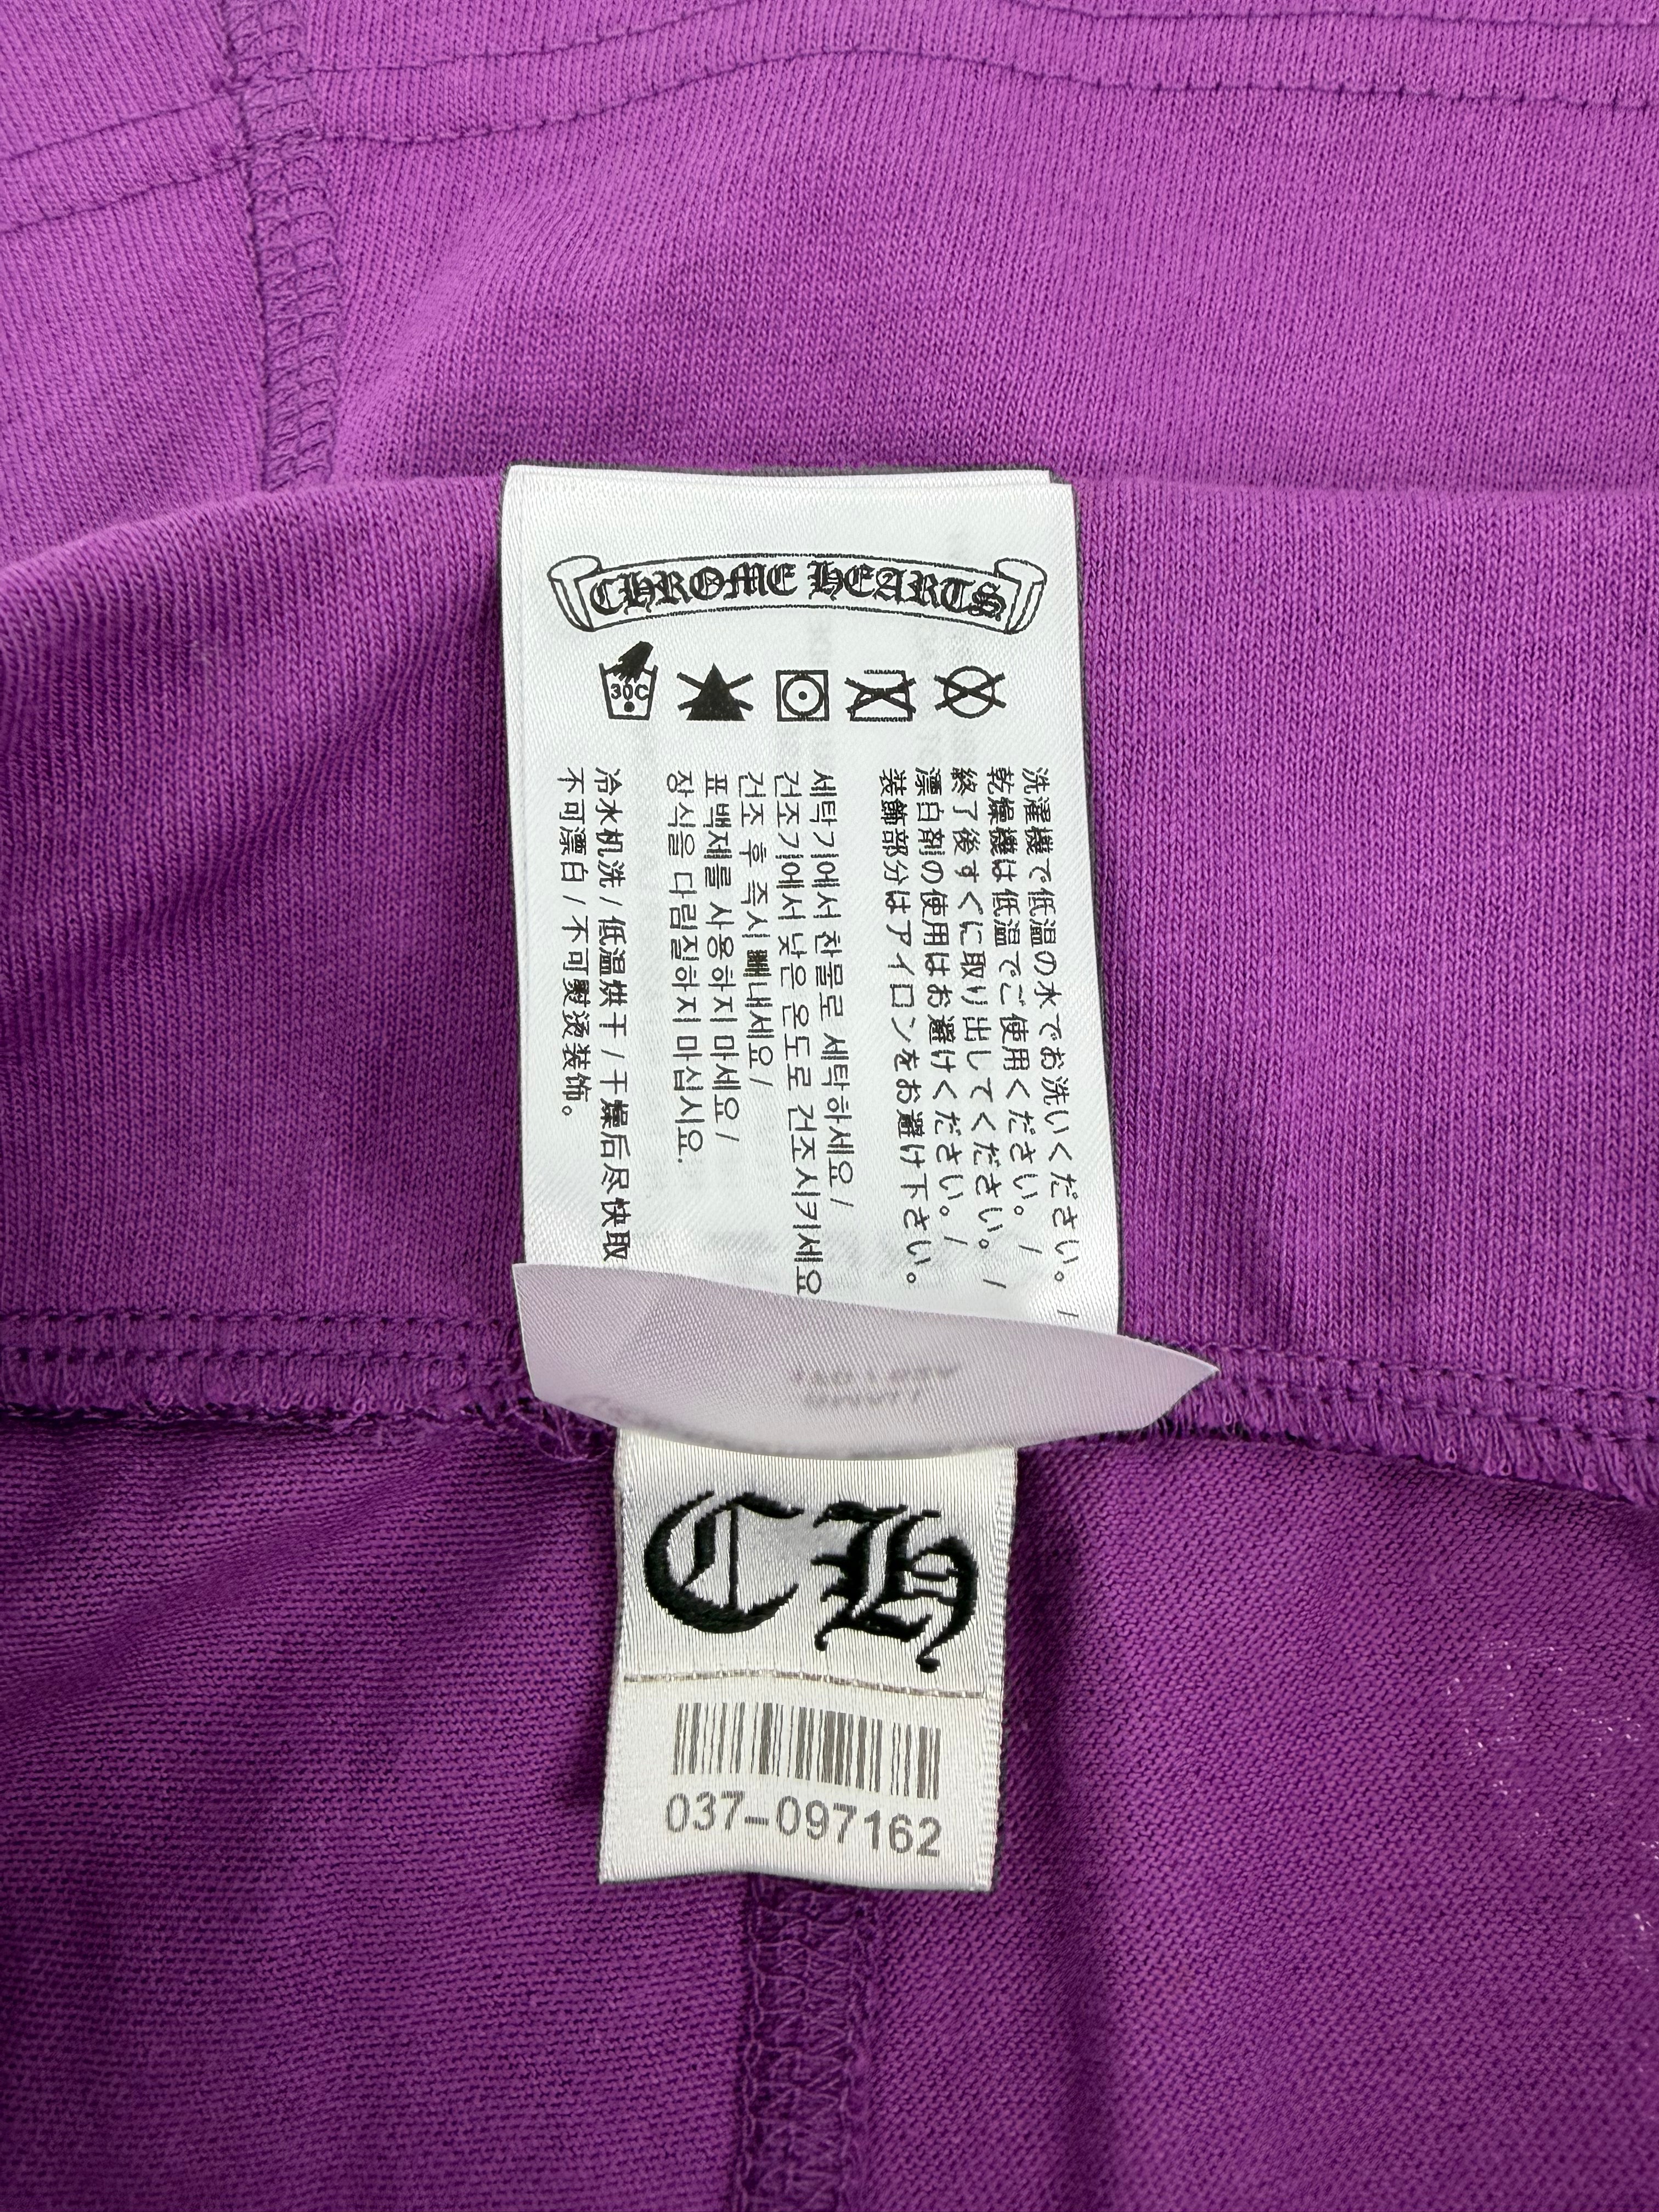 CHROME HEARTS
30C
洗濯機で低温の水でお洗いください。/
乾燥機は低温でご使用ください。/
終了後すぐに取り出してください。/
漂白剤の使用はお避けください。/
装飾部分はアイロンをお避け下さい。
세탁기에서 찬물로 세탁하세요/
건조기에서 낮은 온도로 건조시키세요
건조 후 즉시 빼내세요/
표백제를 사용하지 마세요/
장식을 다림질하지 마십시요.
冷水机洗/低温烘干/干燥后尽快取
不可漂白/不可熨烫装饰。
CH
037-097162